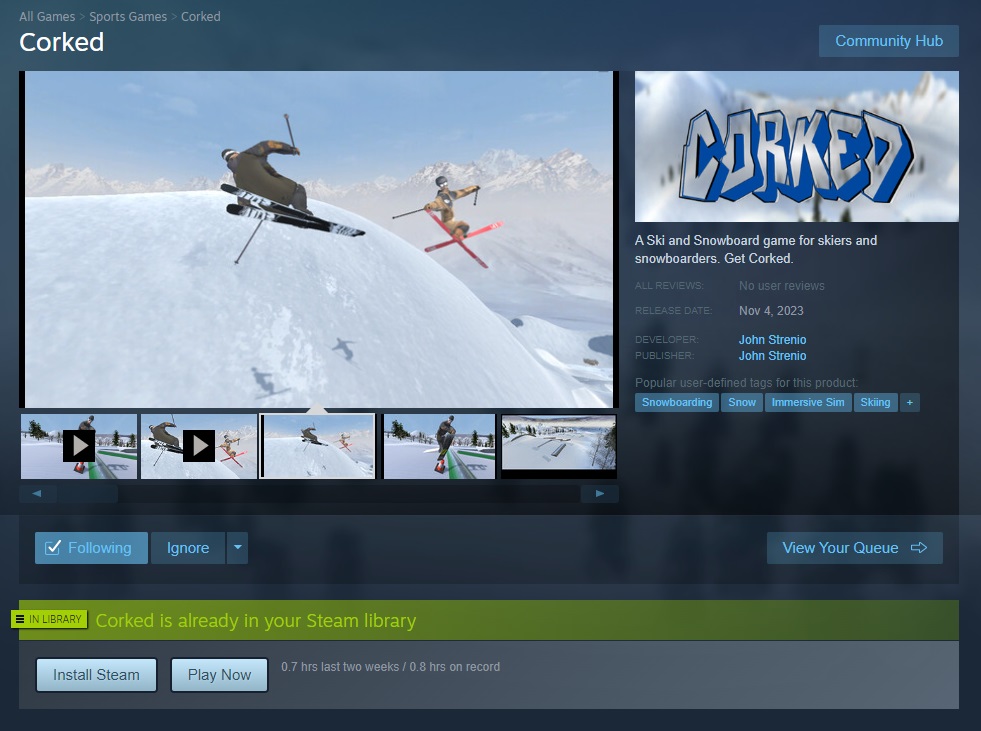 All Games > Sports Games > Corked
Corked
Community Hub
CORKED
A Ski and Snowboard game for skiers and
snowboarders. Get Corked.
ALL REVIEWS: No user reviews
RELEASE DATE: Nov 4, 2023
DEVELOPER: John Strenio
PUBLISHER: John Strenio
Popular user-defined tags for this product:
Snowboarding Snow Immersive Sim Skiing +
Following Ignore View Your Queue
IN LIBRARY Corked is already in your Steam library
Install Steam Play Now 0.7 hrs last two weeks / 0.8 hrs on record